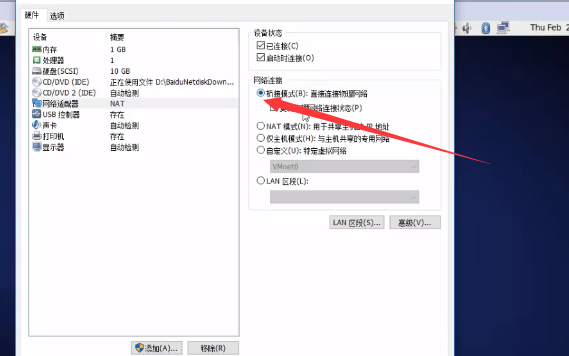 硬件 选项
Thu Feb 2
设备 摘要
内存 1 GB
处理器 1
硬盘(SCSI) 10 GB
CD/DVD (IDE) 正在使用文件 D:\BaiduNetdiskDown...
CD/DVD 2 (IDE) 自动检测
网络适配器 NAT
USB 控制器 存在
声卡 自动检测
打印机 存在
显示器 自动检测
添加(A)...
移除(R)
设备状态
已连接(C)
启动时连接(O)
网络连接
桥接模式(B): 直接连接物理网络
网络连接状态(P)
NAT 模式(N): 用于共享主机 地址
仅主机模式(H): 与主机共享的专用网络
自定义(U): 特定虚拟网络
VMnet0
LAN 区段(L):
LAN 区段(S)...
高级(V)...